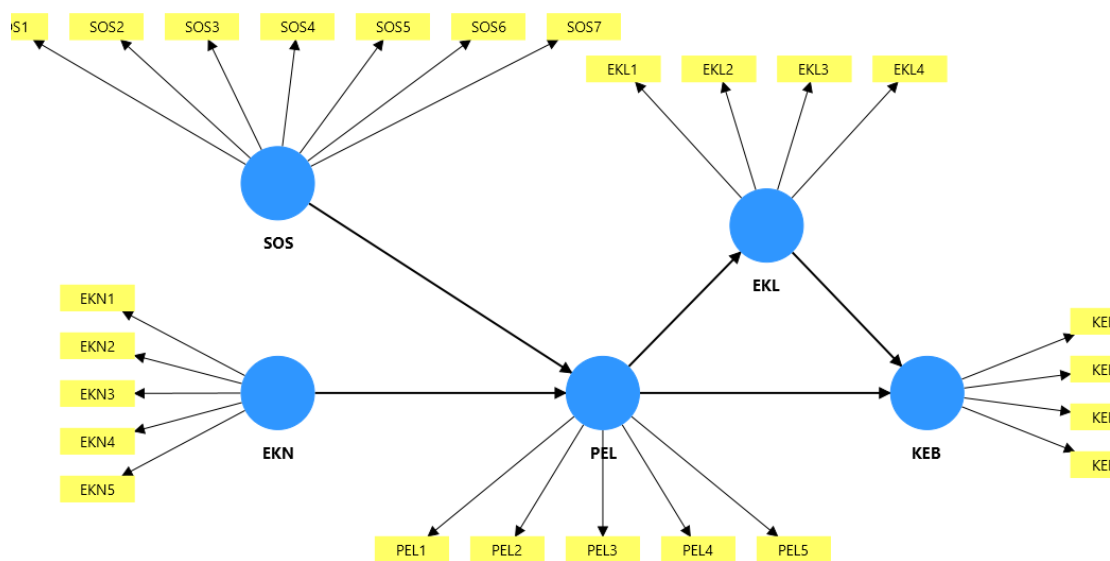 SOS2
SOS3
SOS4
SOS5
SOS6
SOS7
EKL1
EKL2
EKL3
EKL4
SOS
EKL
EKN1
EKN2
EKN3
EKN4
EKN5
EKN
PEL
KEB
PEL1
PEL2
PEL3
PEL4
PEL5